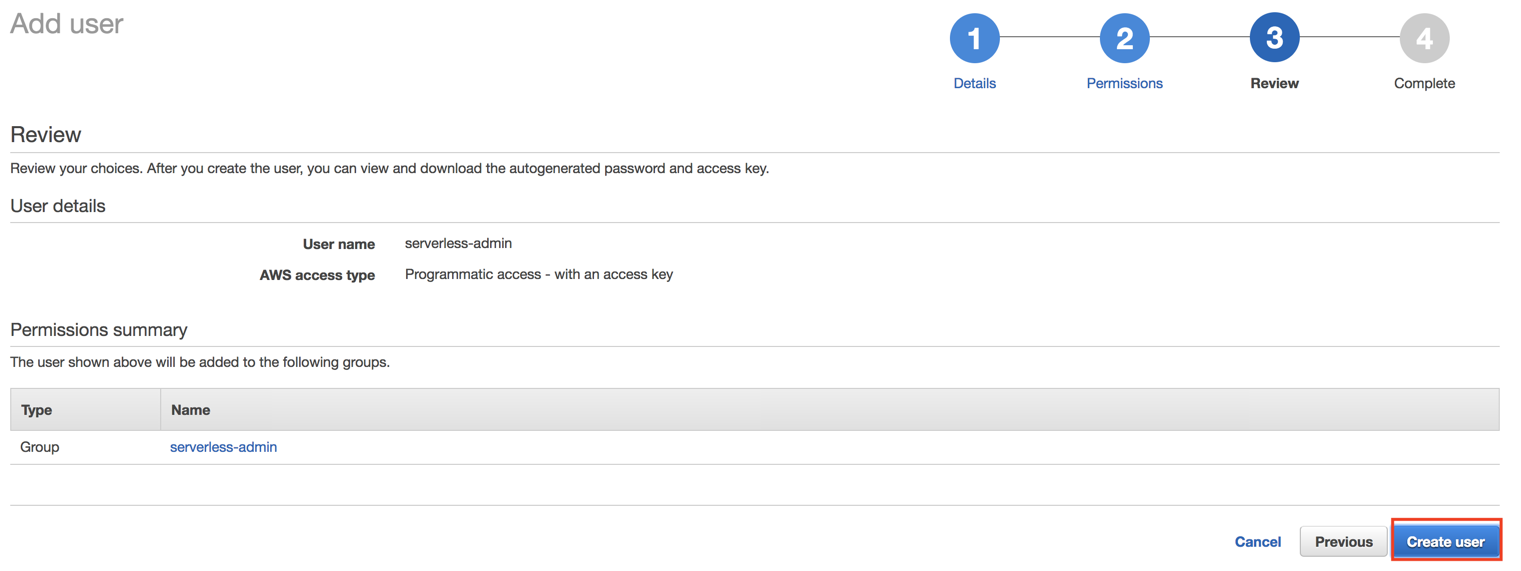 Add user
1
2
3
4
Details
Permissions
Review
Complete
Review
Review your choices. After you create the user, you can view and download the autogenerated password and access key.
User details
User name serverless-admin
AWS access type Programmatic access - with an access key
Permissions summary
The user shown above will be added to the following groups.
Type Name
Group serverless-admin
Cancel Previous Create user